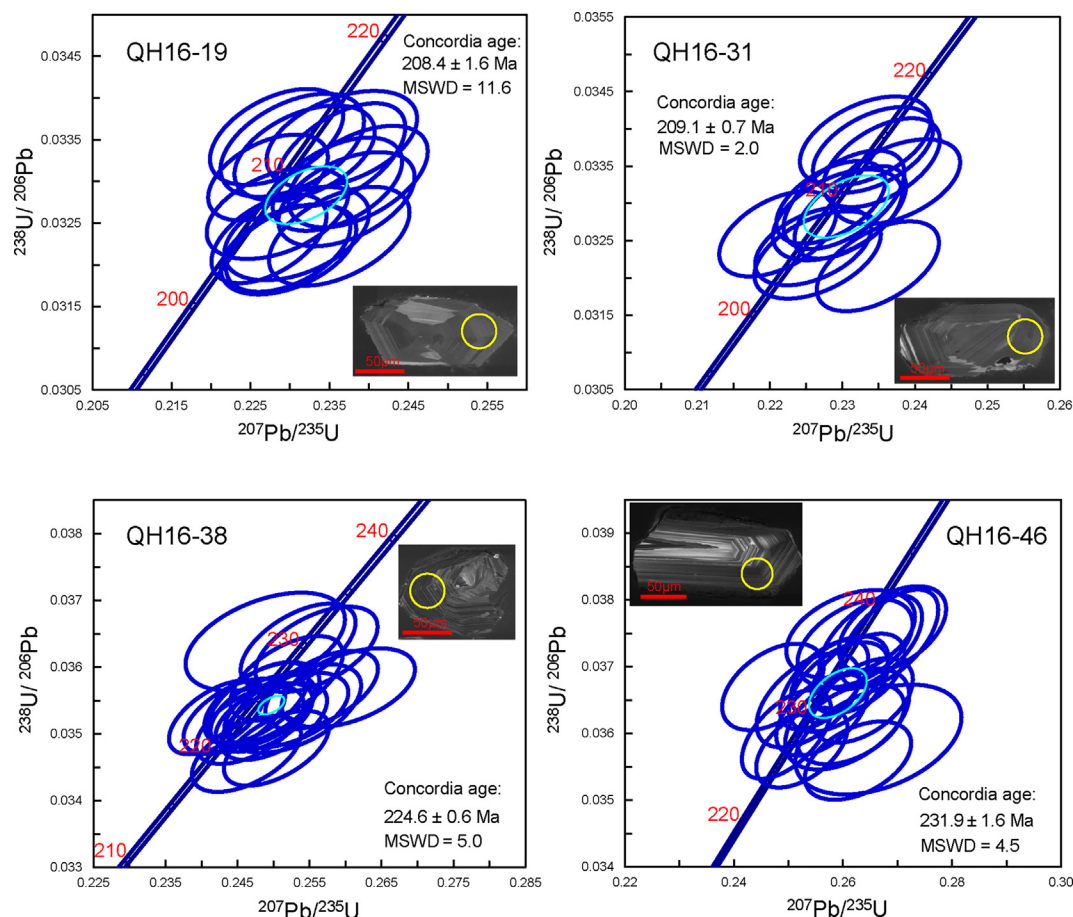 QH16-19
Concordia age:
208.4 ± 1.6 Ma
MSWD = 11.6
220
210
200
50μm
0.0345
0.0335
0.0325
0.0315
0.0305
0.205
0.215
0.225
0.235
0.245
0.255
²³⁸U/ ²⁰⁶Pb
²⁰⁷Pb/²³⁵U
QH16-31
Concordia age:
209.1 ± 0.7 Ma
MSWD = 2.0
220
210
200
50μm
0.0355
0.0345
0.0335
0.0325
0.0315
0.0305
0.20
0.21
0.22
0.23
0.24
0.25
0.26
²³⁸U/ ²⁰⁶Pb
²⁰⁷Pb/²³⁵U
QH16-38
240
230
220
210
50μm
Concordia age:
224.6 ± 0.6 Ma
MSWD = 5.0
0.038
0.037
0.036
0.035
0.034
0.033
0.225
0.235
0.245
0.255
0.265
0.275
0.285
²³⁸U/ ²⁰⁶Pb
²⁰⁷Pb/²³⁵U
QH16-46
50μm
240
230
220
Concordia age:
231.9 ± 1.6 Ma
MSWD = 4.5
0.039
0.038
0.037
0.036
0.035
0.034
0.22
0.24
0.26
0.28
0.30
²³⁸U/ ²⁰⁶Pb
²⁰⁷Pb/²³⁵U